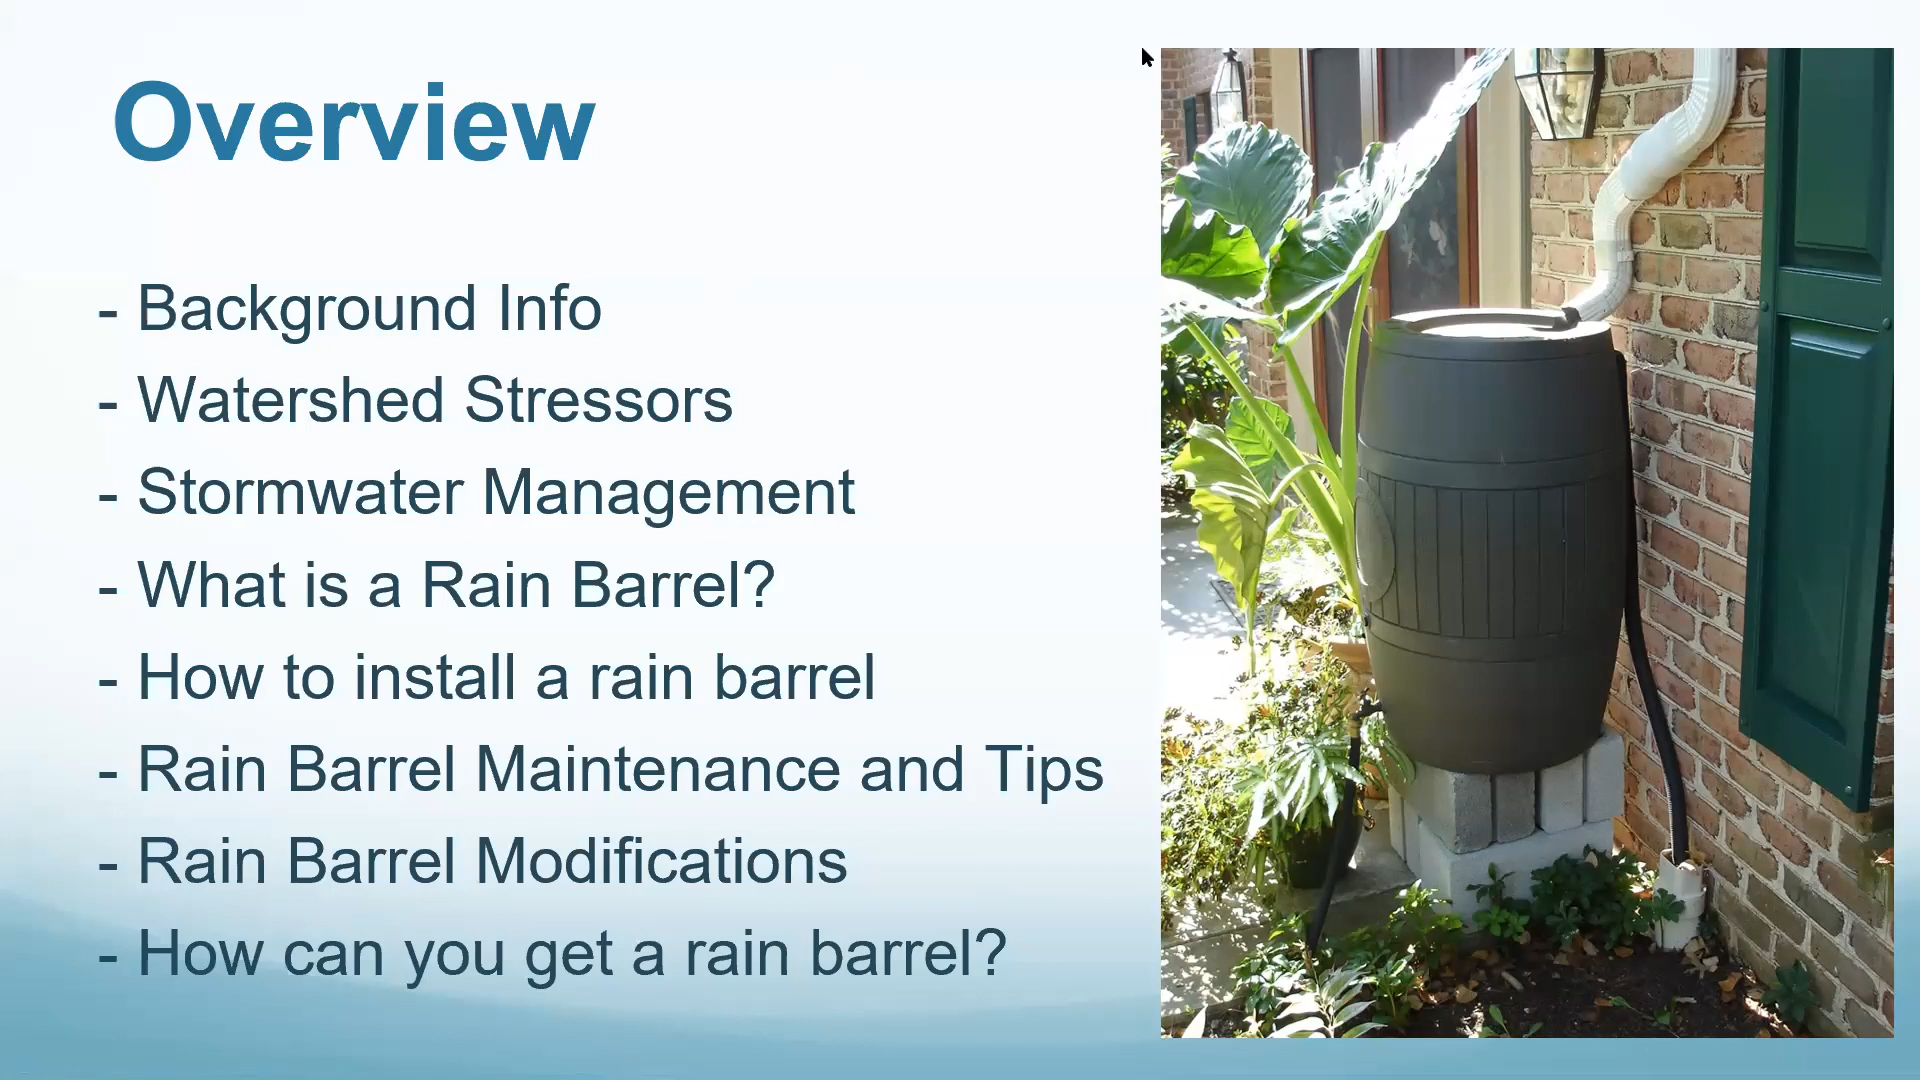 Overview
- Background Info
- Watershed Stressors
- Stormwater Management
- What is a Rain Barrel?
- How to install a rain barrel
- Rain Barrel Maintenance and Tips
- Rain Barrel Modifications
- How can you get a rain barrel?